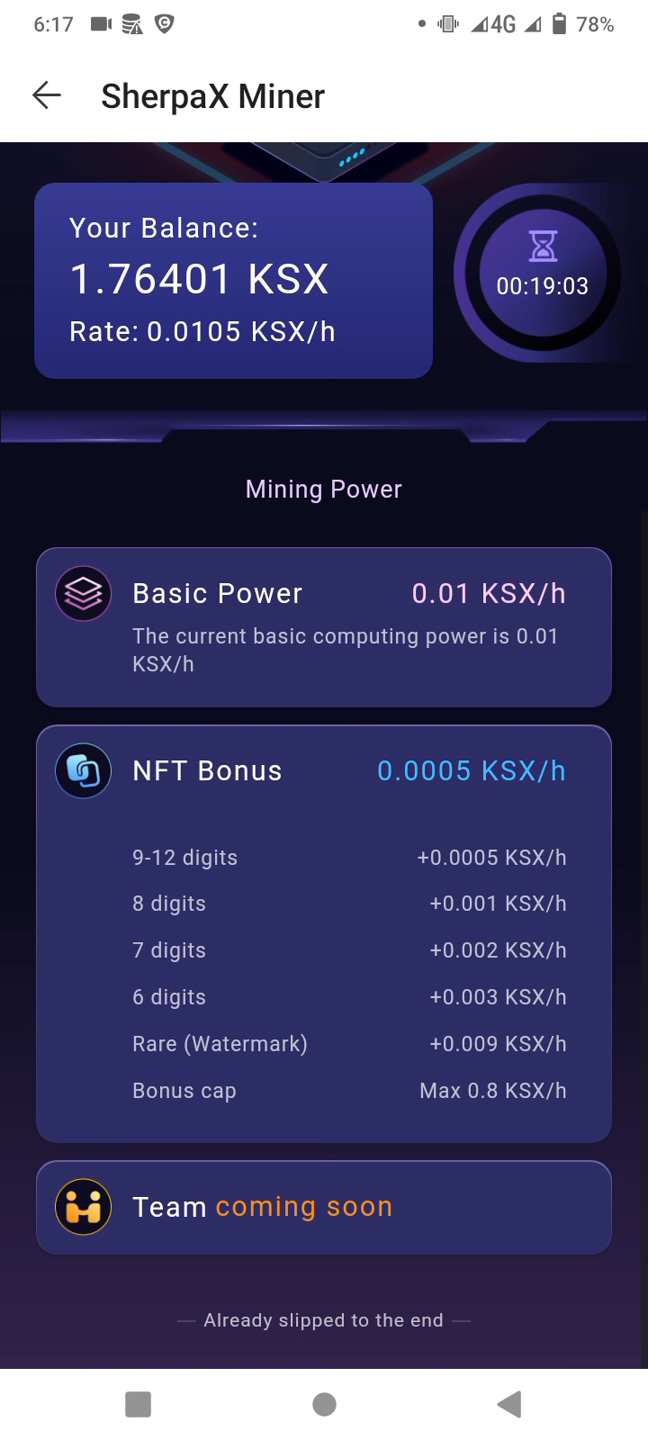 6:17 4G 78%
SherpaX Miner
Your Balance:
1.76401 KSX
Rate: 0.0105 KSX/h
00:19:03
Mining Power
Basic Power 0.01 KSX/h
The current basic computing power is 0.01
KSX/h
NFT Bonus 0.0005 KSX/h
9-12 digits +0.0005 KSX/h
8 digits +0.001 KSX/h
7 digits +0.002 KSX/h
6 digits +0.003 KSX/h
Rare (Watermark) +0.009 KSX/h
Bonus cap Max 0.8 KSX/h
Team coming soon
Already slipped to the end